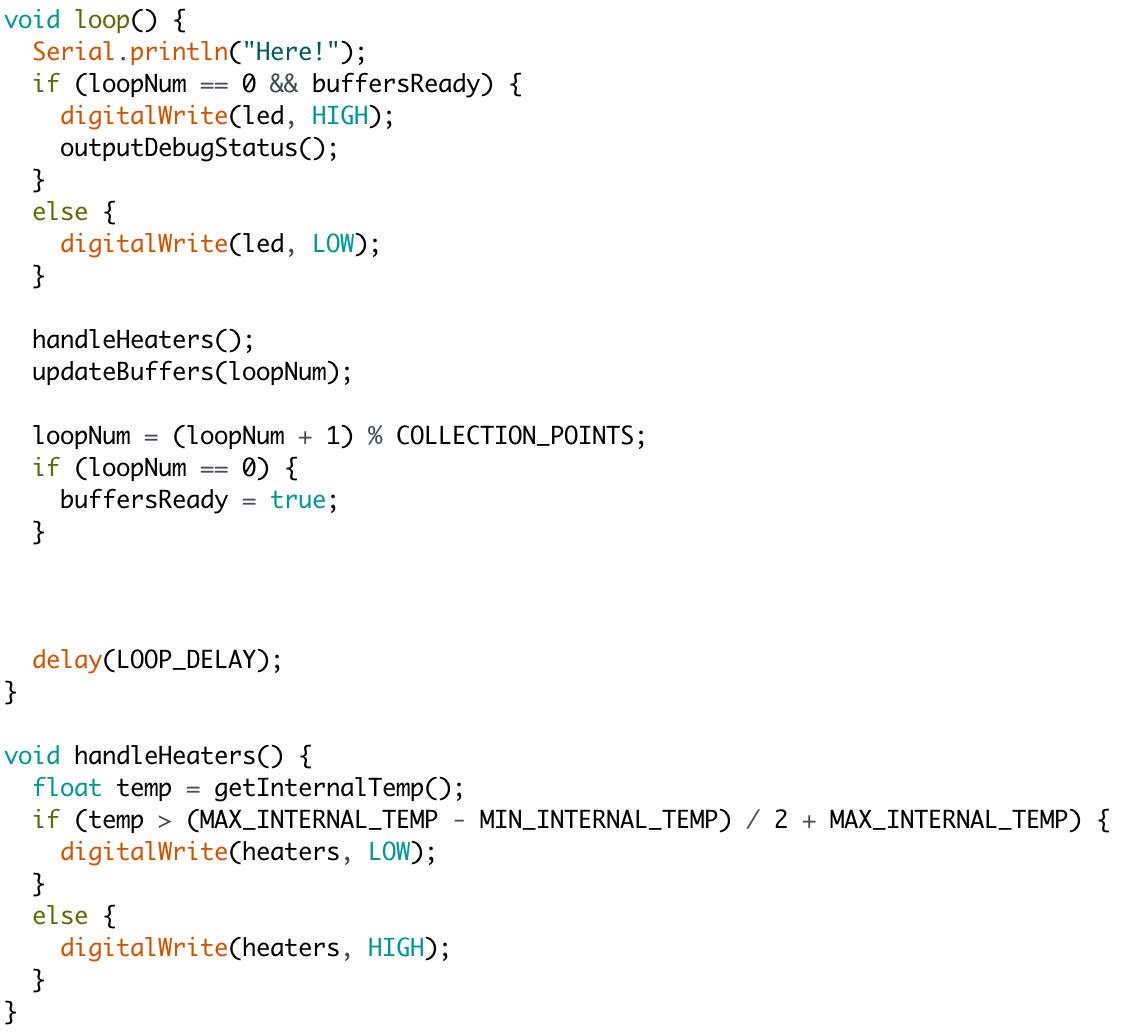 void loop() {
  Serial.println("Here!");
  if (loopNum == 0 && buffersReady) {
    digitalWrite(led, HIGH);
    outputDebugStatus();
  }
  else {
    digitalWrite(led, LOW);
  }

  handleHeaters();
  updateBuffers(loopNum);

  loopNum = (loopNum + 1) % COLLECTION_POINTS;
  if (loopNum == 0) {
    buffersReady = true;
  }

  delay(LOOP_DELAY);
}

void handleHeaters() {
  float temp = getInternalTemp();
  if (temp > (MAX_INTERNAL_TEMP - MIN_INTERNAL_TEMP) / 2 + MAX_INTERNAL_TEMP) {
    digitalWrite(heaters, LOW);
  }
  else {
    digitalWrite(heaters, HIGH);
  }
}